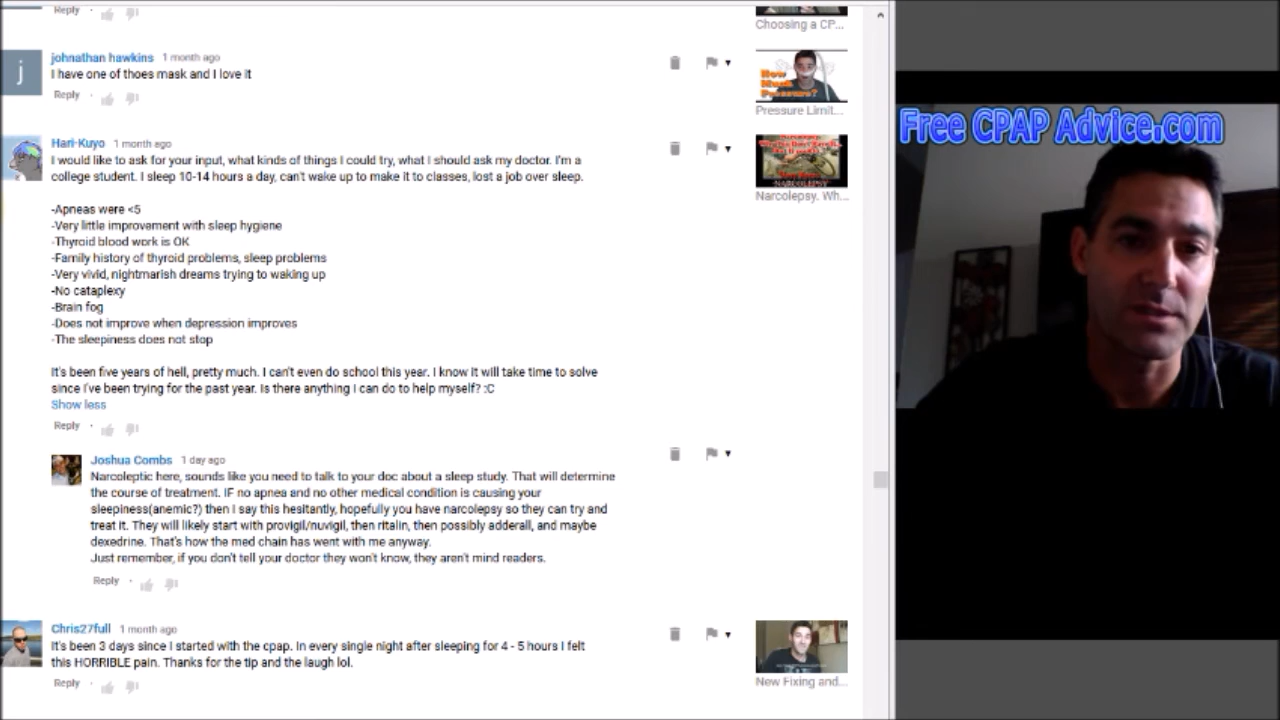 Reply
Choosing a CP...
johnathan hawkins 1 month ago
I have one of thoes mask and I love it
Reply
j
How
Much
Pressure?
Pressure Limit...
Free CPAP Advice.com
Hari-Kuyo 1 month ago
I would like to ask for your input, what kinds of things I could try, what I should ask my doctor. I'm a
college student. I sleep 10-14 hours a day, can't wake up to make it to classes, lost a job over sleep.
-Apneas were <5
-Very little improvement with sleep hygiene
-Thyroid blood work is OK
-Family history of thyroid problems, sleep problems
-Very vivid, nightmarish dreams trying to waking up
-No cataplexy
-Brain fog
-Does not improve when depression improves
-The sleepiness does not stop
It's been five years of hell, pretty much. I can't even do school this year. I know it will take time to solve
since I've been trying for the past year. Is there anything I can do to help myself? :C
Show less
Reply
NARCOLEPSY
Narcolepsy. Wh...
Joshua Combs 1 day ago
Narcoleptic here, sounds like you need to talk to your doc about a sleep study. That will determine
the course of treatment. IF no apnea and no other medical condition is causing your
sleepiness(anemic?) then I say this hesitantly, hopefully you have narcolepsy so they can try and
treat it. They will likely start with provigil/nuvigil, then ritalin, then possibly adderall, and maybe
dexedrine. That's how the med chain has went with me anyway.
Just remember, if you don't tell your doctor they won't know, they aren't mind readers.
Reply
Chris27full 1 month ago
It's been 3 days since I started with the cpap. In every single night after sleeping for 4 - 5 hours I felt
this HORRIBLE pain. Thanks for the tip and the laugh lol.
Reply
New Fixing and...